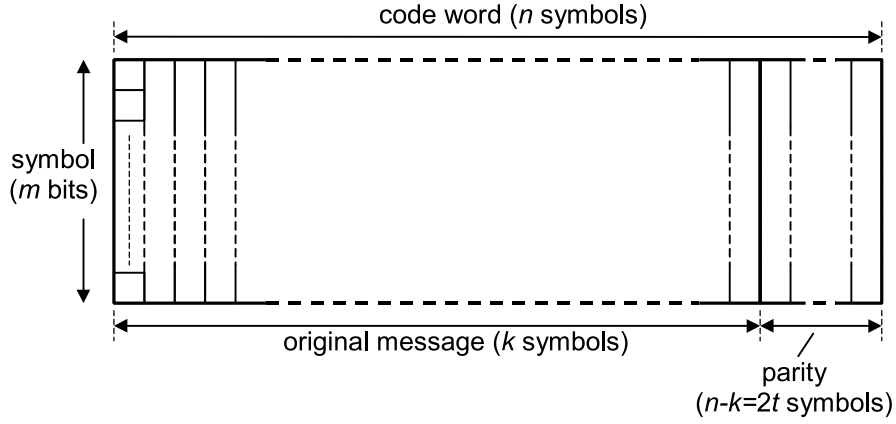 code word (n symbols)
symbol
(m bits)
original message (k symbols)
parity
(n-k=2t symbols)